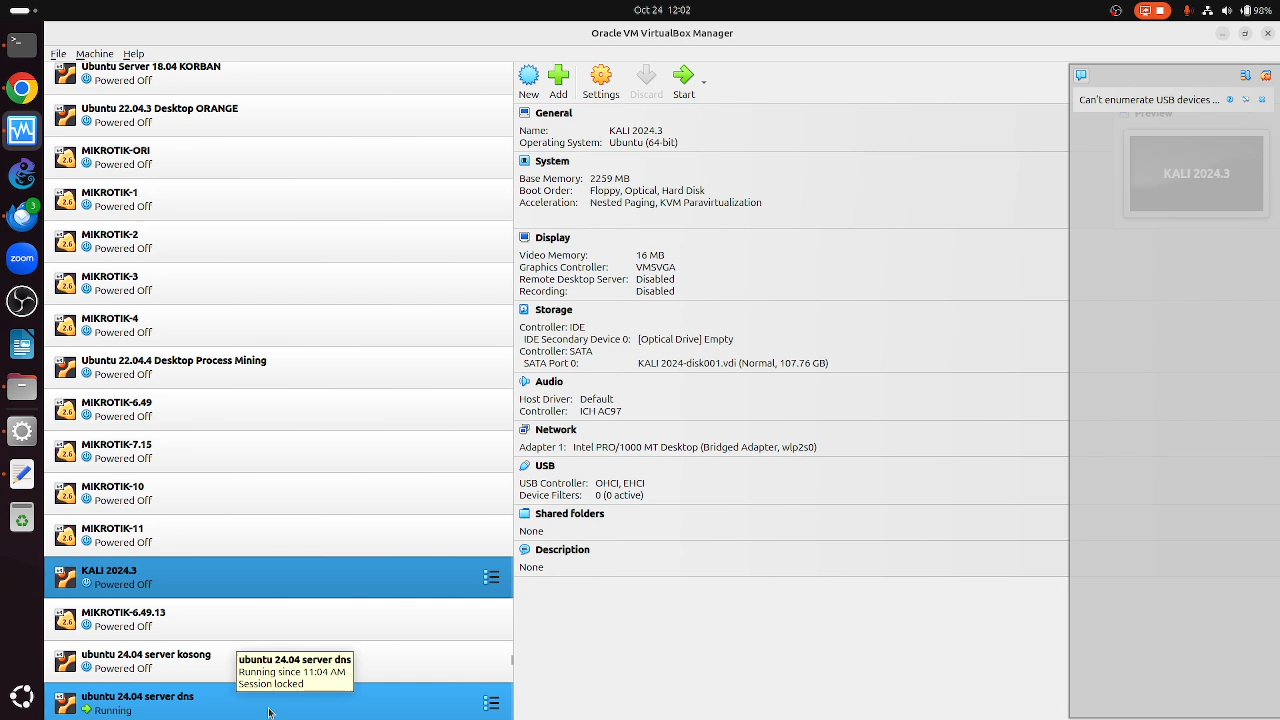 Oct 24 12:02
98%
Oracle VM VirtualBox Manager
File Machine Help
Ubuntu Server 18.04 KORBAN
Powered Off
Ubuntu 22.04.3 Desktop ORANGE
Powered Off
MIKROTIK-ORI
Powered Off
MIKROTIK-1
Powered Off
MIKROTIK-2
Powered Off
MIKROTIK-3
Powered Off
MIKROTIK-4
Powered Off
Ubuntu 22.04.4 Desktop Process Mining
Powered Off
MIKROTIK-6.49
Powered Off
MIKROTIK-7.15
Powered Off
MIKROTIK-10
Powered Off
MIKROTIK-11
Powered Off
KALI 2024.3
Powered Off
MIKROTIK-6.49.13
Powered Off
ubuntu 24.04 server kosong
Powered Off
ubuntu 24.04 server dns
Running
ubuntu 24.04 server dns
Running since 11:04 AM
Session locked
zoom
3
New Add Settings Discard Start
General
Name: KALI 2024.3
Operating System: Ubuntu (64-bit)
System
Base Memory: 2259 MB
Boot Order: Floppy, Optical, Hard Disk
Acceleration: Nested Paging, KVM Paravirtualization
Display
Video Memory: 16 MB
Graphics Controller: VMSVGA
Remote Desktop Server: Disabled
Recording: Disabled
Storage
Controller: IDE
IDE Secondary Device 0: [Optical Drive] Empty
Controller: SATA
SATA Port 0: KALI 2024-disk001.vdi (Normal, 107.76 GB)
Audio
Host Driver: Default
Controller: ICH AC97
Network
Adapter 1: Intel PRO/1000 MT Desktop (Bridged Adapter, wlp2s0)
USB
USB Controller: OHCI, EHCI
Device Filters: 0 (0 active)
Shared folders
None
Description
None
Can't enumerate USB devices ...
Preview
KALI 2024.3